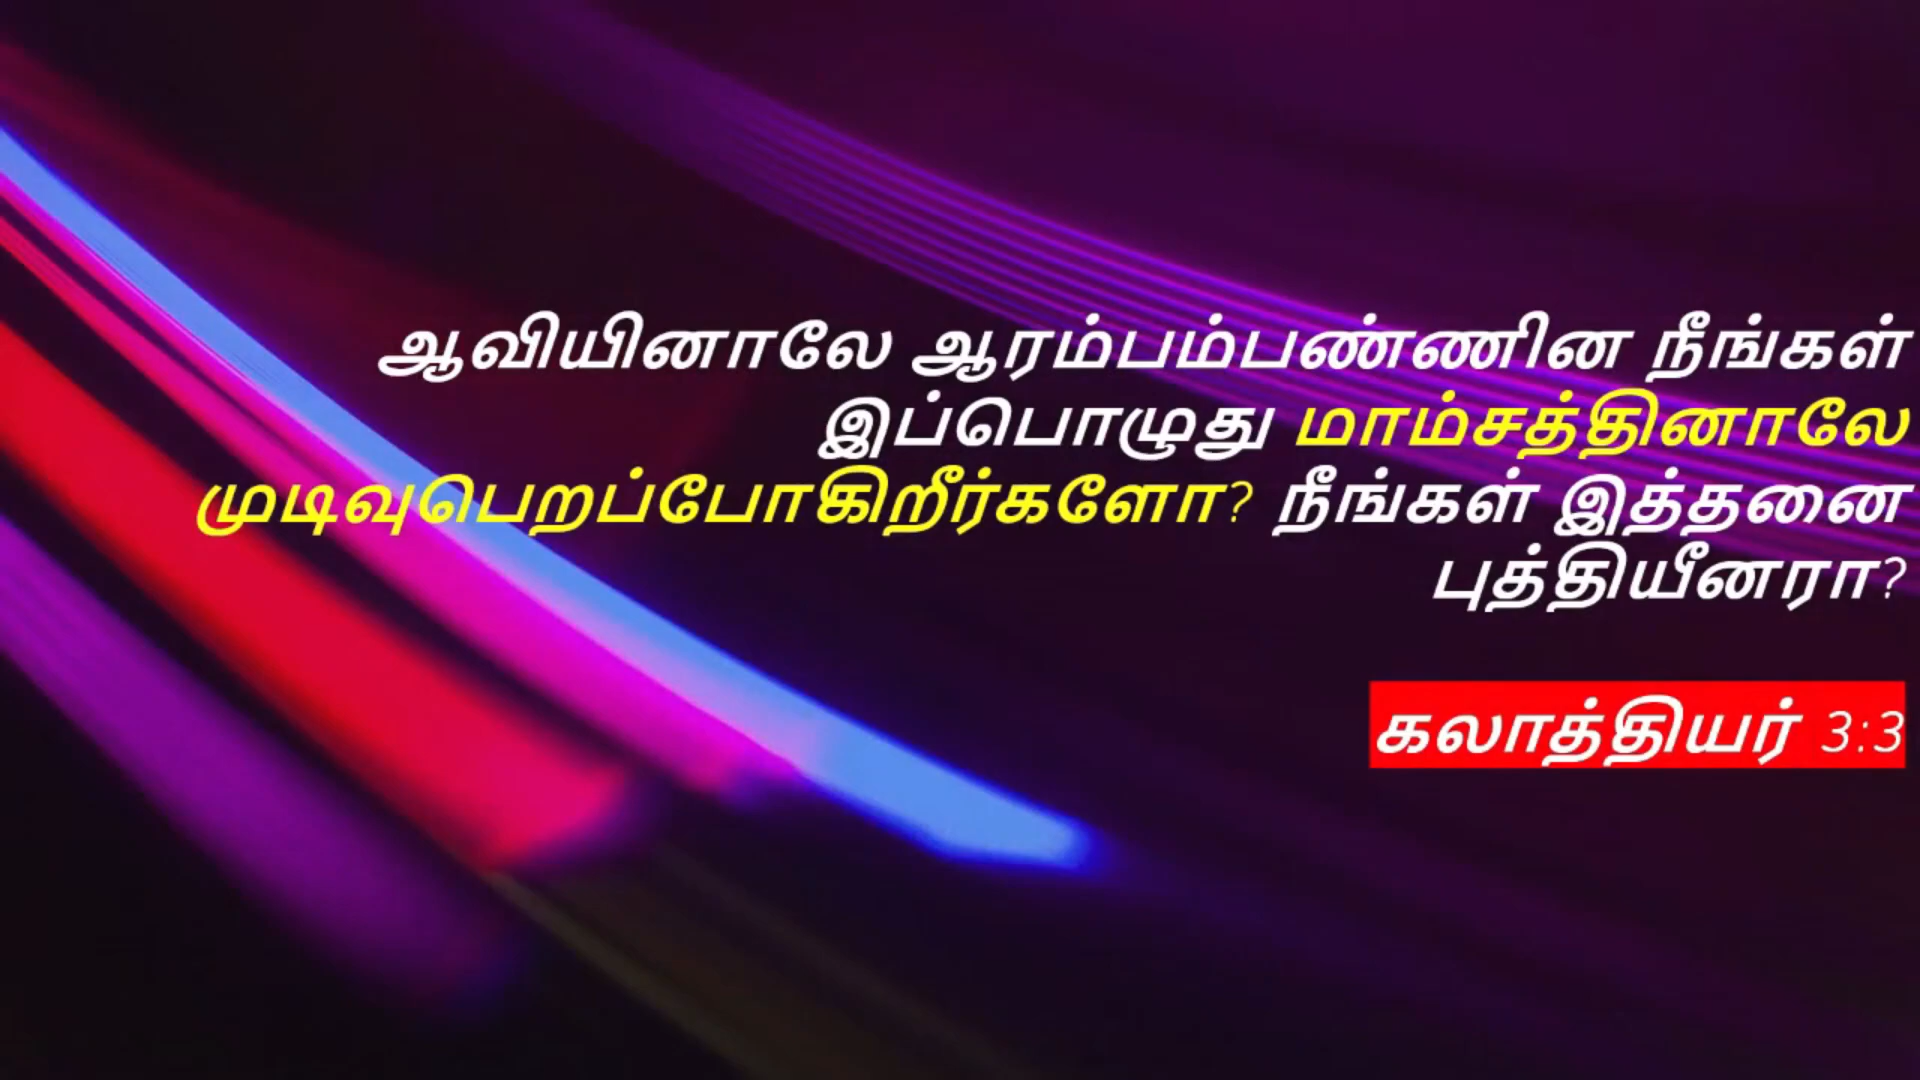 ஆவியினாலே ஆரம்பம்பண்ணின நீங்கள்
இப்பொழுது மாம்சத்தினாலே
முடிவுபெறப்போகிறீர்களோ? நீங்கள் இத்தனை
புத்தியீனரா?
கலாத்தியர் 3:3